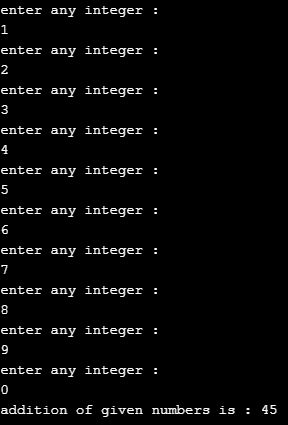 enter any integer :
1
enter any integer :
2
enter any integer :
3
enter any integer :
4
enter any integer :
5
enter any integer :
6
enter any integer :
7
enter any integer :
8
enter any integer :
9
enter any integer :
0
addition of given numbers is : 45